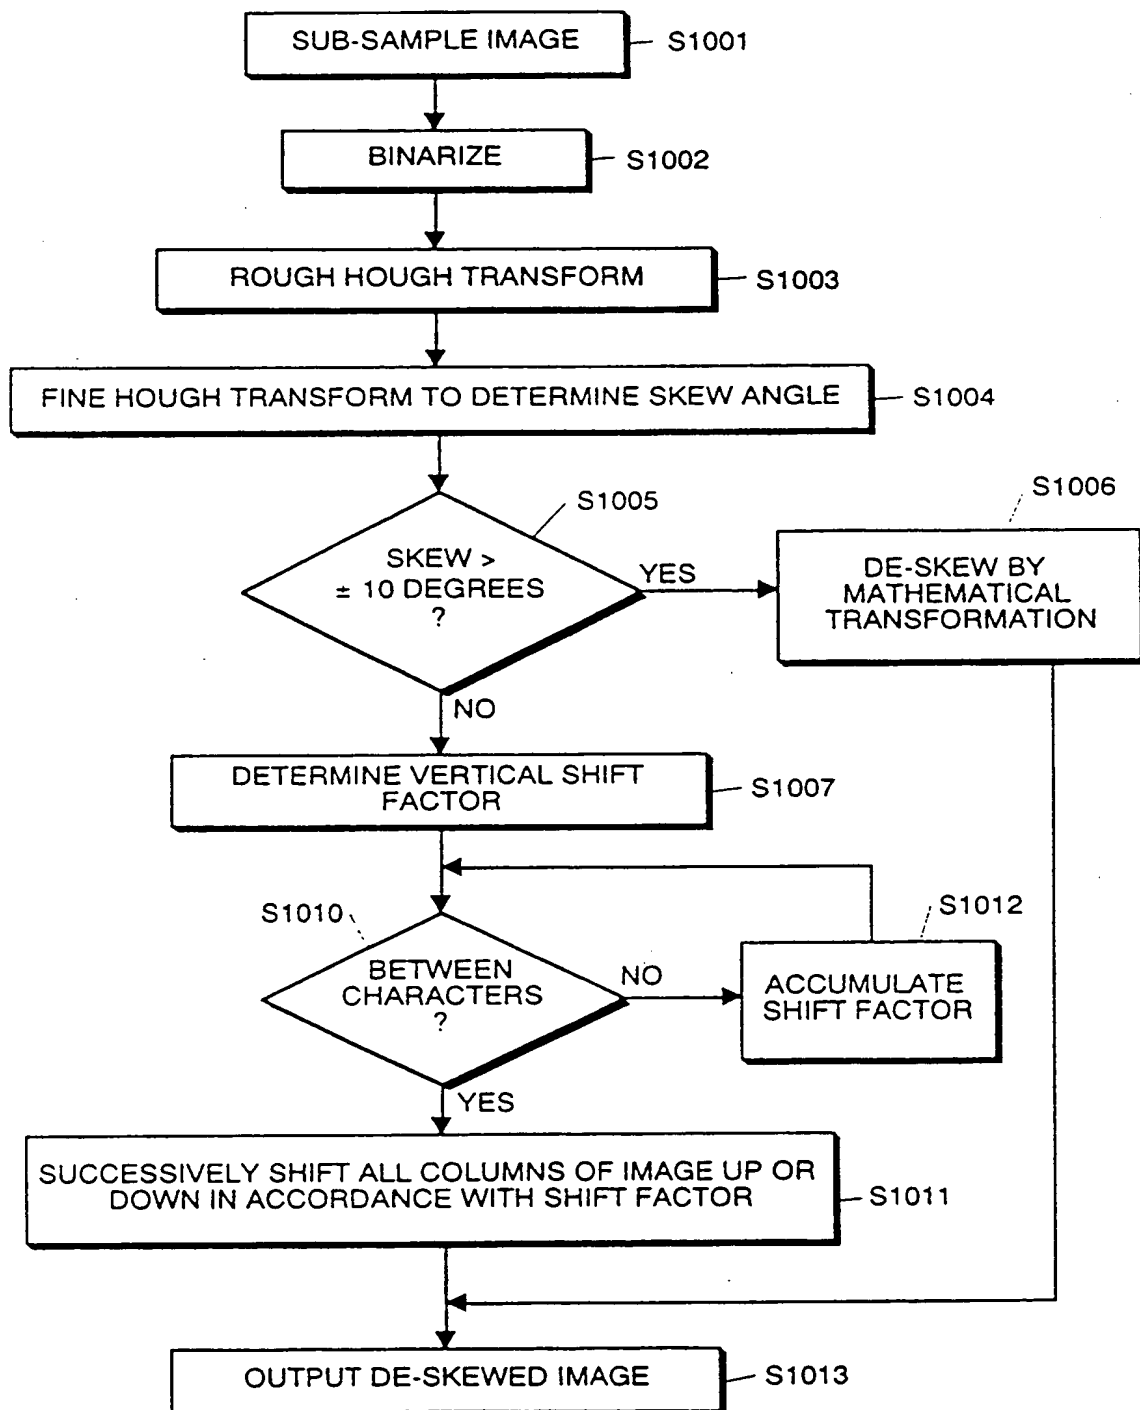 SUB-SAMPLE IMAGE
S1001
BINARIZE
S1002
ROUGH HOUGH TRANSFORM
S1003
FINE HOUGH TRANSFORM TO DETERMINE SKEW ANGLE
S1004
S1005
SKEW >
± 10 DEGREES
?
YES
NO
S1006
DE-SKEW BY
MATHEMATICAL
TRANSFORMATION
DETERMINE VERTICAL SHIFT
FACTOR
S1007
S1010
BETWEEN
CHARACTERS
?
NO
YES
S1012
ACCUMULATE
SHIFT FACTOR
SUCCESSIVELY SHIFT ALL COLUMNS OF IMAGE UP OR
DOWN IN ACCORDANCE WITH SHIFT FACTOR
S1011
OUTPUT DE-SKEWED IMAGE
S1013